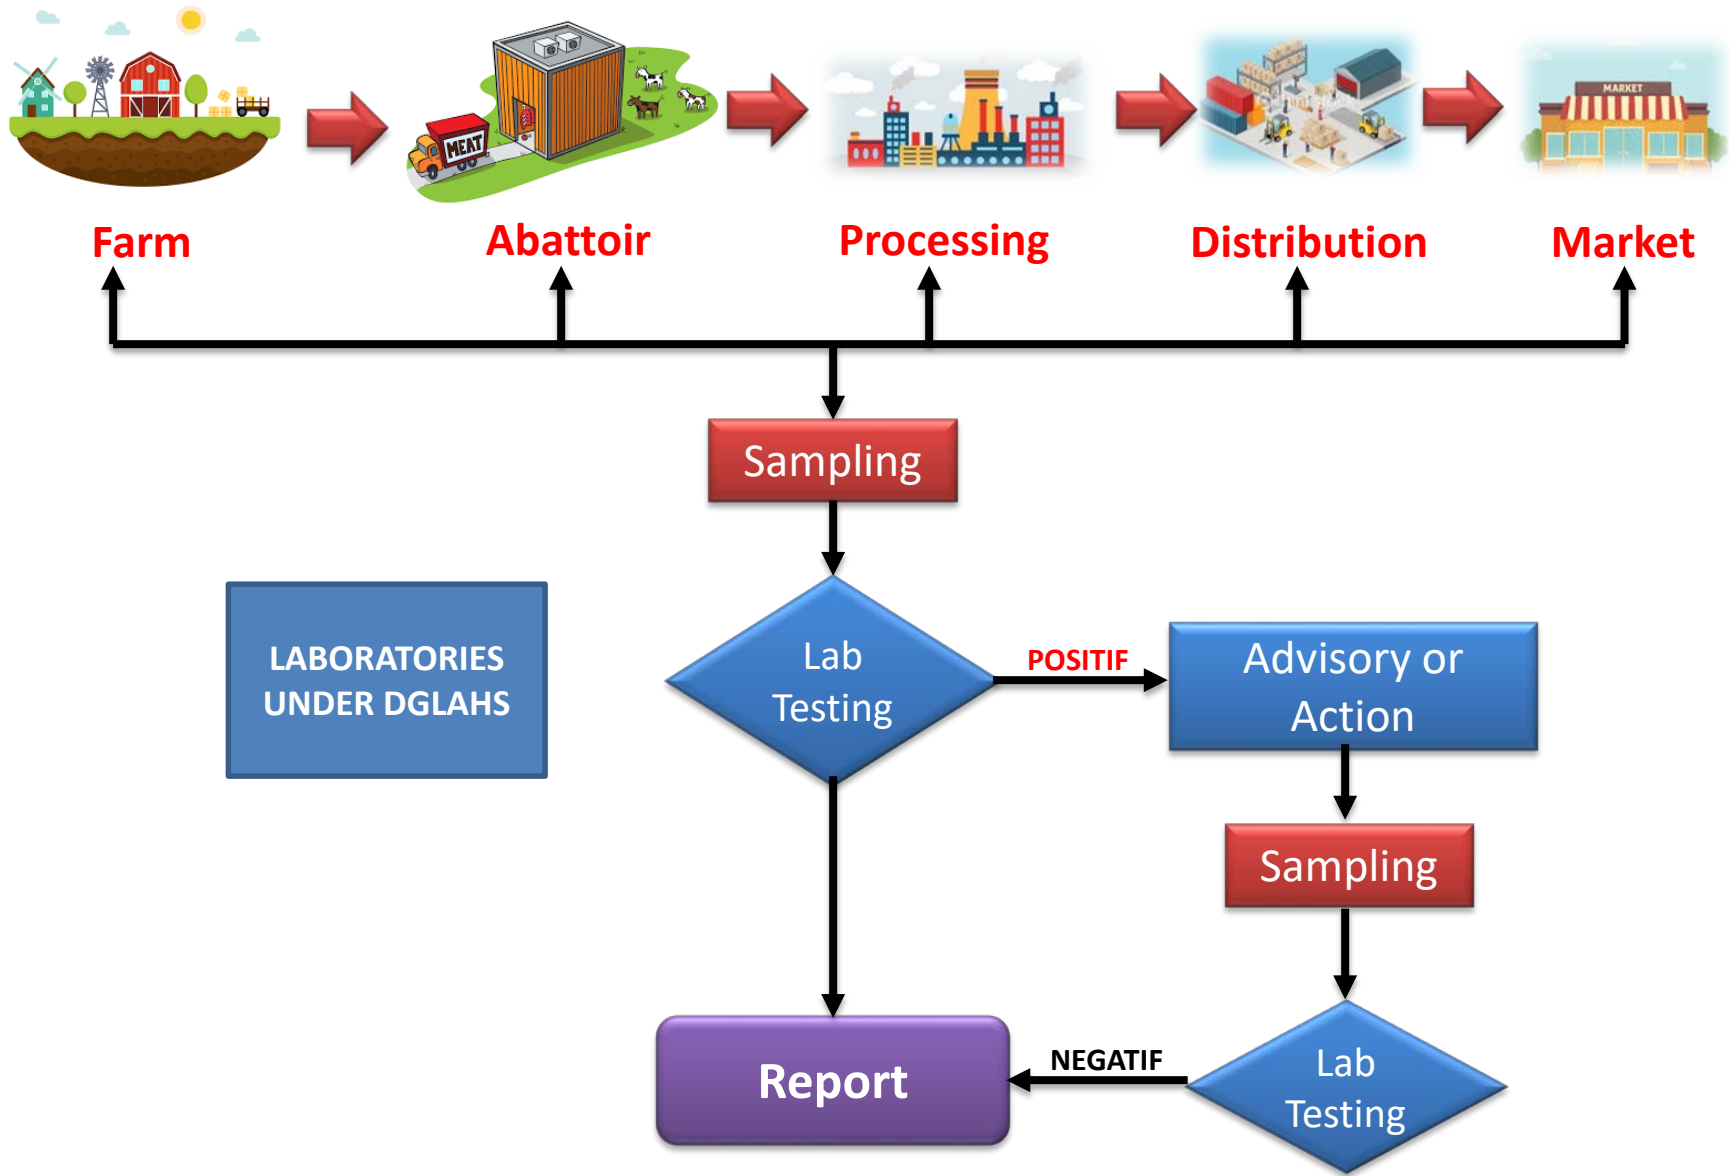 MEAT
MARKET
Farm
Abattoir
Processing
Distribution
Market
Sampling
LABORATORIES
UNDER DGLAHS
Lab
Testing
POSITIF
Advisory or
Action
Sampling
Report
NEGATIF
Lab
Testing